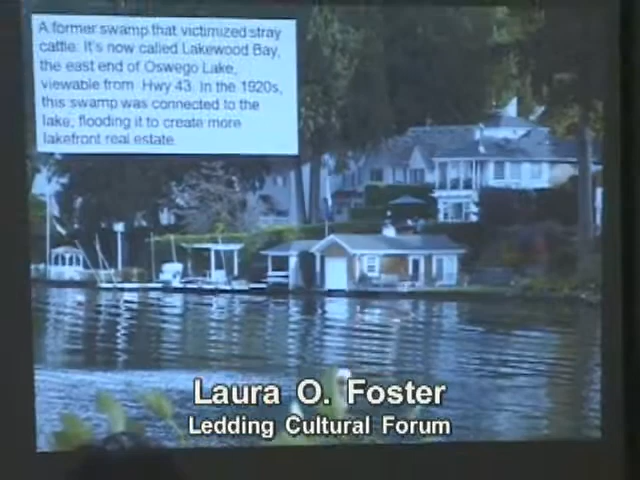 A former swamp that victimized stray
cattle. It's now called Lakewood Bay,
the east end of Oswego Lake,
viewable from Hwy 43. In the 1920s,
this swamp was connected to the
lake, flooding it to create more
lakefront real estate.
Laura O. Foster
Ledding Cultural Forum